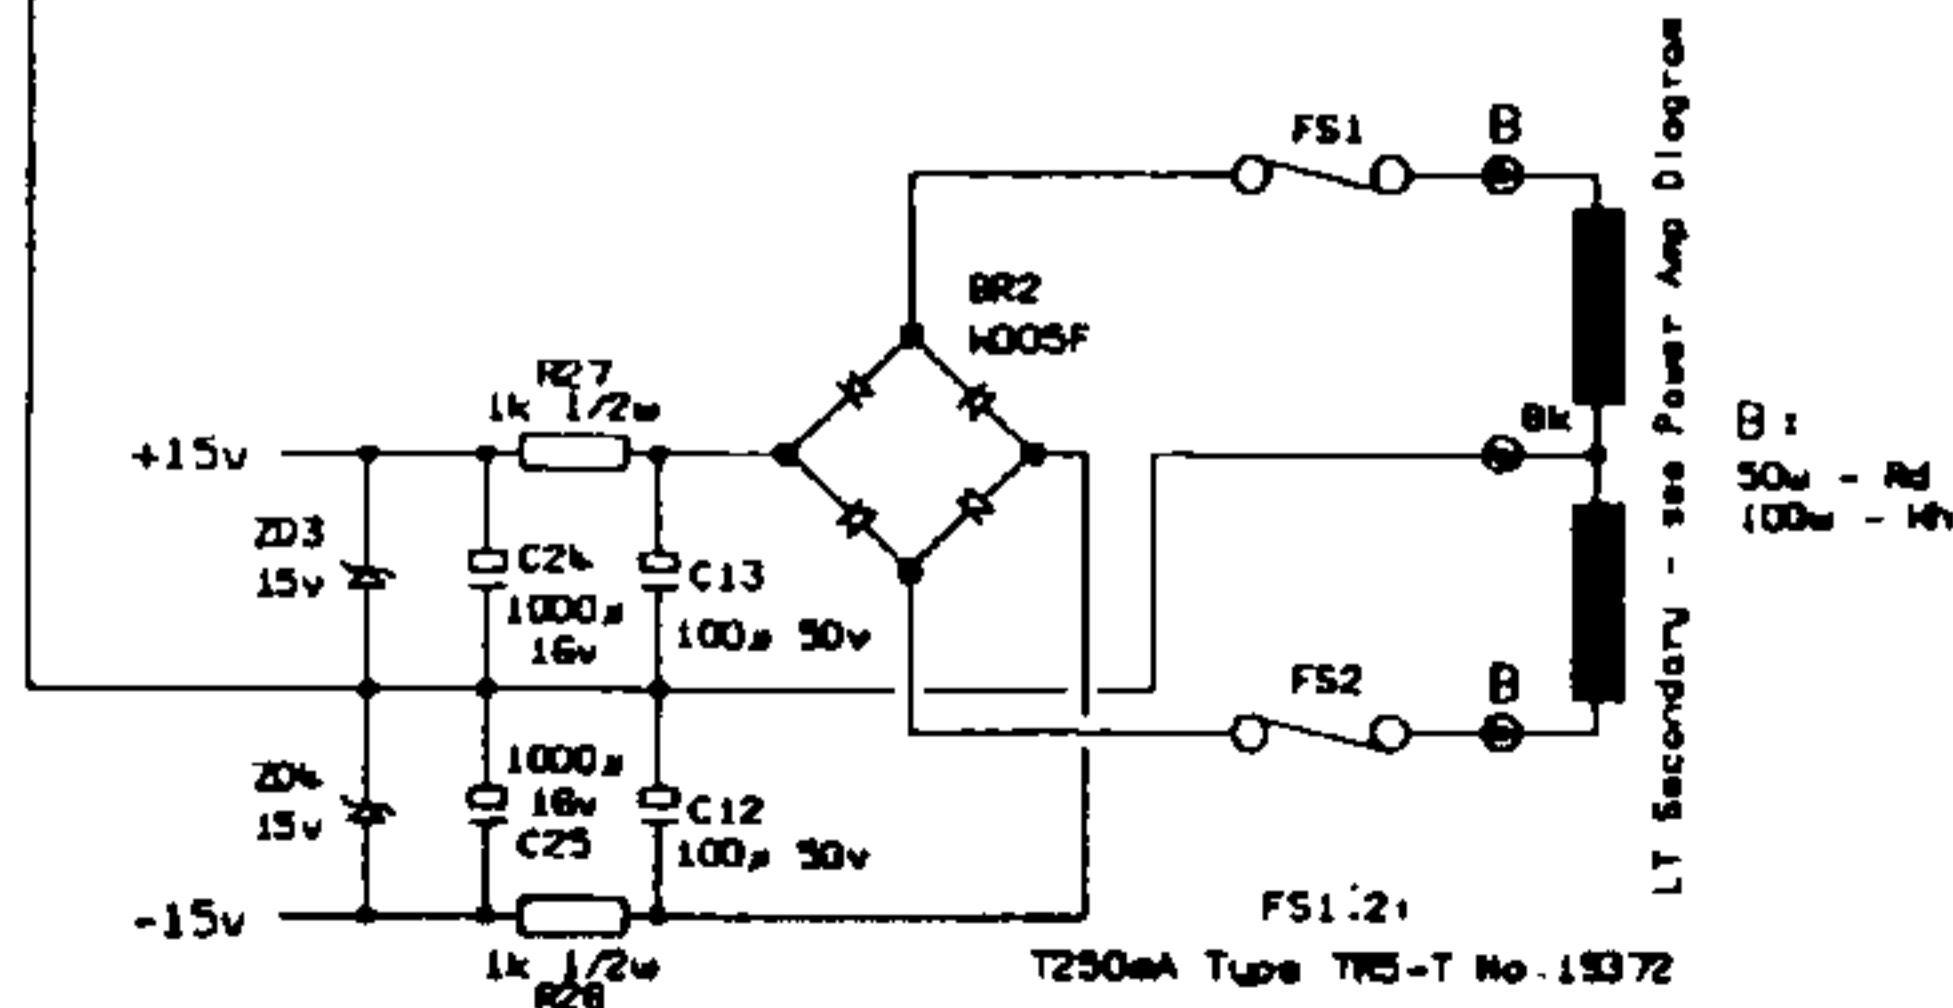 FS1
B
BR2
W005F
R27
1k 1/2w
+15v
Bk
B:
50w - Rd
100w - Wh
ZD3
15v
C24
1000µ
16v
C13
100µ 50v
FS2
B
ZD4
15v
1000µ
16v
C25
C12
100µ 50v
-15v
1k 1/2w
R28
FS1.2:
T250mA Type TR5-T No.19372
LT Secondary - see Power Amp Diagram